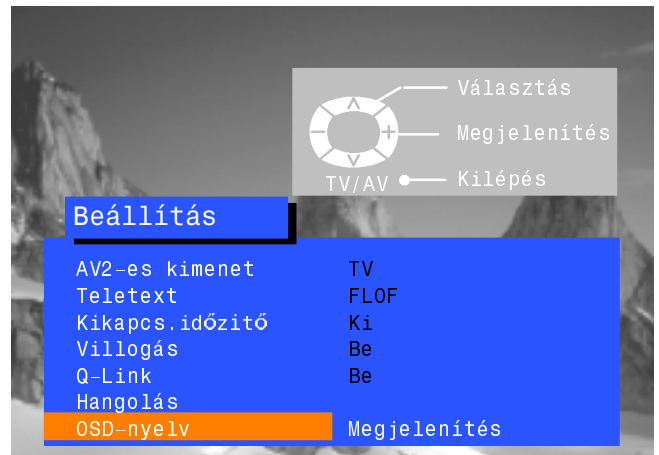 Választás
Megjelenítés
TV/AV Kilépés
Beállítás
AV2-es kimenet TV
Teletext FLOF
Kikapcs.időzitő Ki
Villogás Be
Q-Link Be
Hangolás
OSD-nyelv Megjelenítés